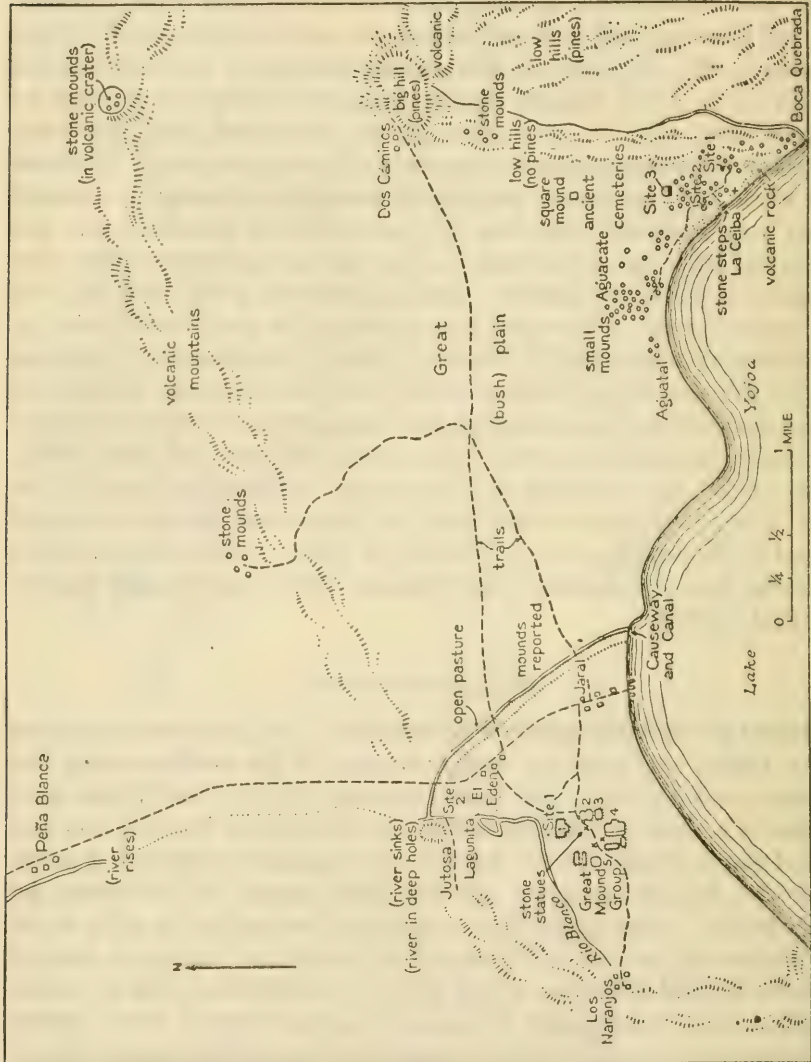 stone mounds
(in volcanic crater)
Peña Blanca
(river
rises)
N
volcanic
mountains
stone
mounds
Dos Caminos
big hill
(pines)
volcanic
low
hills
(pines)
stone
mounds
low hills
(no pines)
square
mound
ancient
cemeteries
Great
(bush) plain
trails
open pasture
mounds
reported
(river sinks)
(river in deep holes)
Jutosa
Site
2
Lagunita
El
Eden
Jaral
Site 1
2
3
4
stone
statues
Great
Mounds
Group
Rio Blanco
Los
Naranjos
small
mounds
Aguacate
Aguatal
Site 3
Site 2
Site 1
stone steps
La Ceiba
volcanic rock
Boca Quebrada
Causeway
and Canal
Lake
Yojoa
0 ¼ ½ 1 MILE